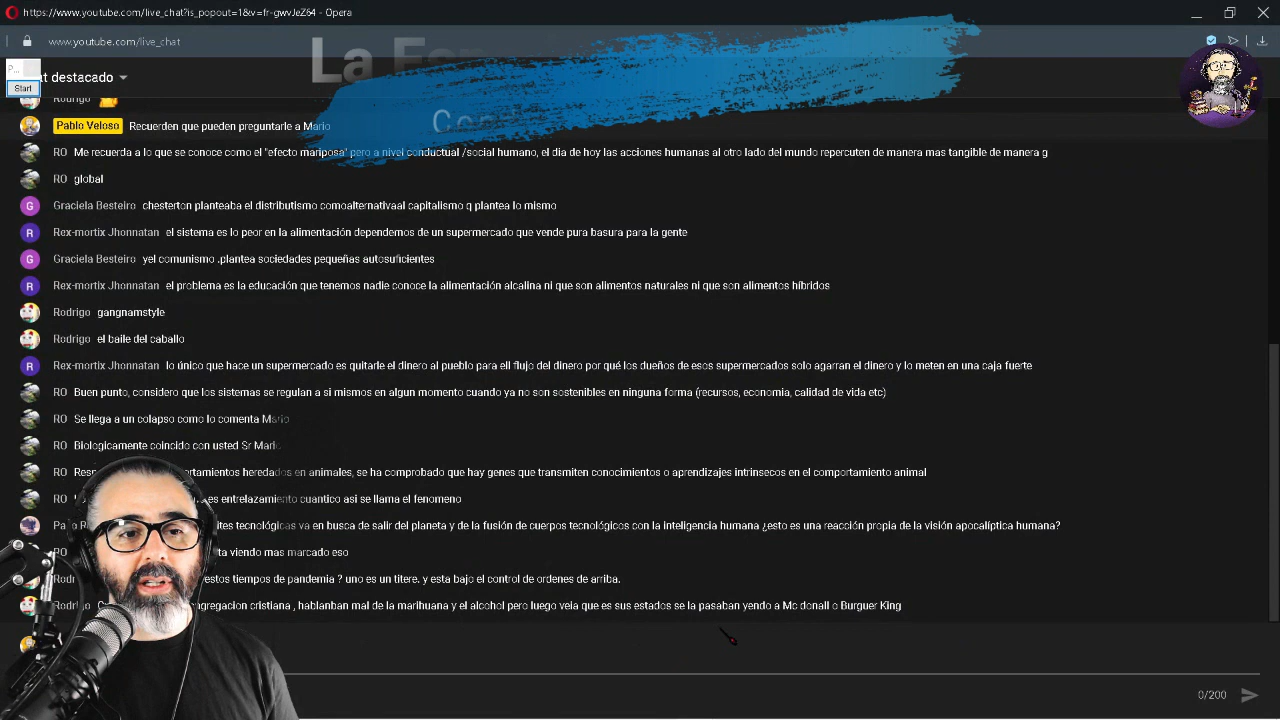 https://www.youtube.com/live_chat?is_popout=1&v=fr-gwvJeZ64 - Opera
www.youtube.com/live_chat
La
P...
t destacado
Start
Rodrigo
Pablo Veloso Recuerden que pueden preguntarle a Mario
RO Me recuerda a lo que se conoce como el "efecto mariposa" pero a nivel conductual /social humano, el dia de hoy las acciones humanas al otro lado del mundo repercuten de manera mas tangible de manera g
RO global
Graciela Besteiro chesterton planteaba el distributismo comoalternativaal capitalismo q plantea lo mismo
Rex-mortix Jhonnatan el sistema es lo peor en la alimentación dependemos de un supermercado que vende pura basura para la gente
Graciela Besteiro yel comunismo .plantea sociedades pequeñas autosuficientes
Rex-mortix Jhonnatan el problema es la educación que tenemos nadie conoce la alimentación alcalina ni que son alimentos naturales ni que son alimentos híbridos
Rodrigo gangnamstyle
Rodrigo el baile del caballo
Rex-mortix Jhonnatan lo único que hace un supermercado es quitarle el dinero al pueblo para ell flujo del dinero por qué los dueños de esos supermercados solo agarran el dinero y lo meten en una caja fuerte
RO Buen punto, considero que los sistemas se regulan a si mismos en algun momento cuando ya no son sostenibles en ninguna forma (recursos, economia, calidad de vida etc)
RO Se llega a un colapso como lo comenta Mario
RO Biologicamente coincido con usted Sr Mario
RO heredados en animales, se ha comprobado que hay genes que transmiten conocimientos o aprendizajes intrinsecos en el comportamiento animal
RO es entrelazamiento cuantico asi se llama el fenomeno
tecnológicas va en busca de salir del planeta y de la fusión de cuerpos tecnológicos con la inteligencia humana ¿esto es una reacción propia de la visión apocalíptica humana?
RO viendo mas marcado eso
estos tiempos de pandemia ? uno es un titere. y esta bajo el control de ordenes de arriba.
cristiana , hablanban mal de la marihuana y el alcohol pero luego veia que es sus estados se la pasaban yendo a Mc donall o Burguer King
0/200